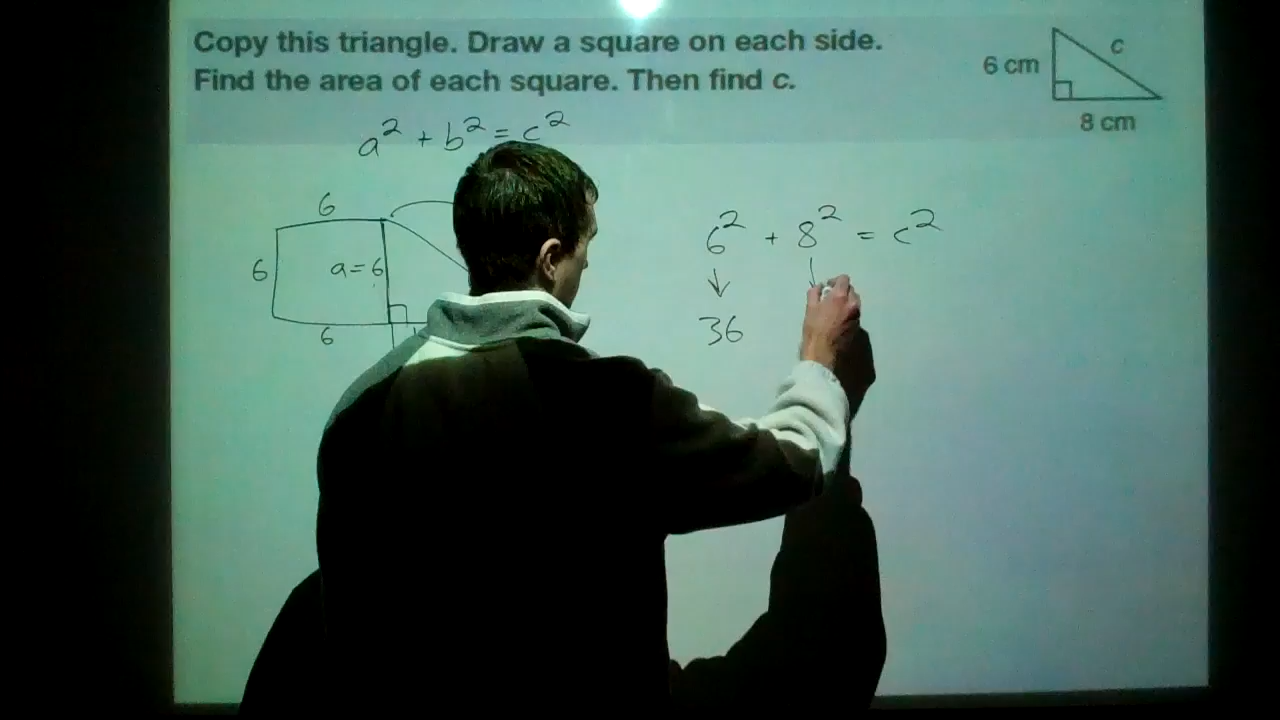 Copy this triangle. Draw a square on each side.
Find the area of each square. Then find c.
6 cm
c
8 cm
a² + b² = c²
6
6
a = 6
6
6² + 8² = c²
36